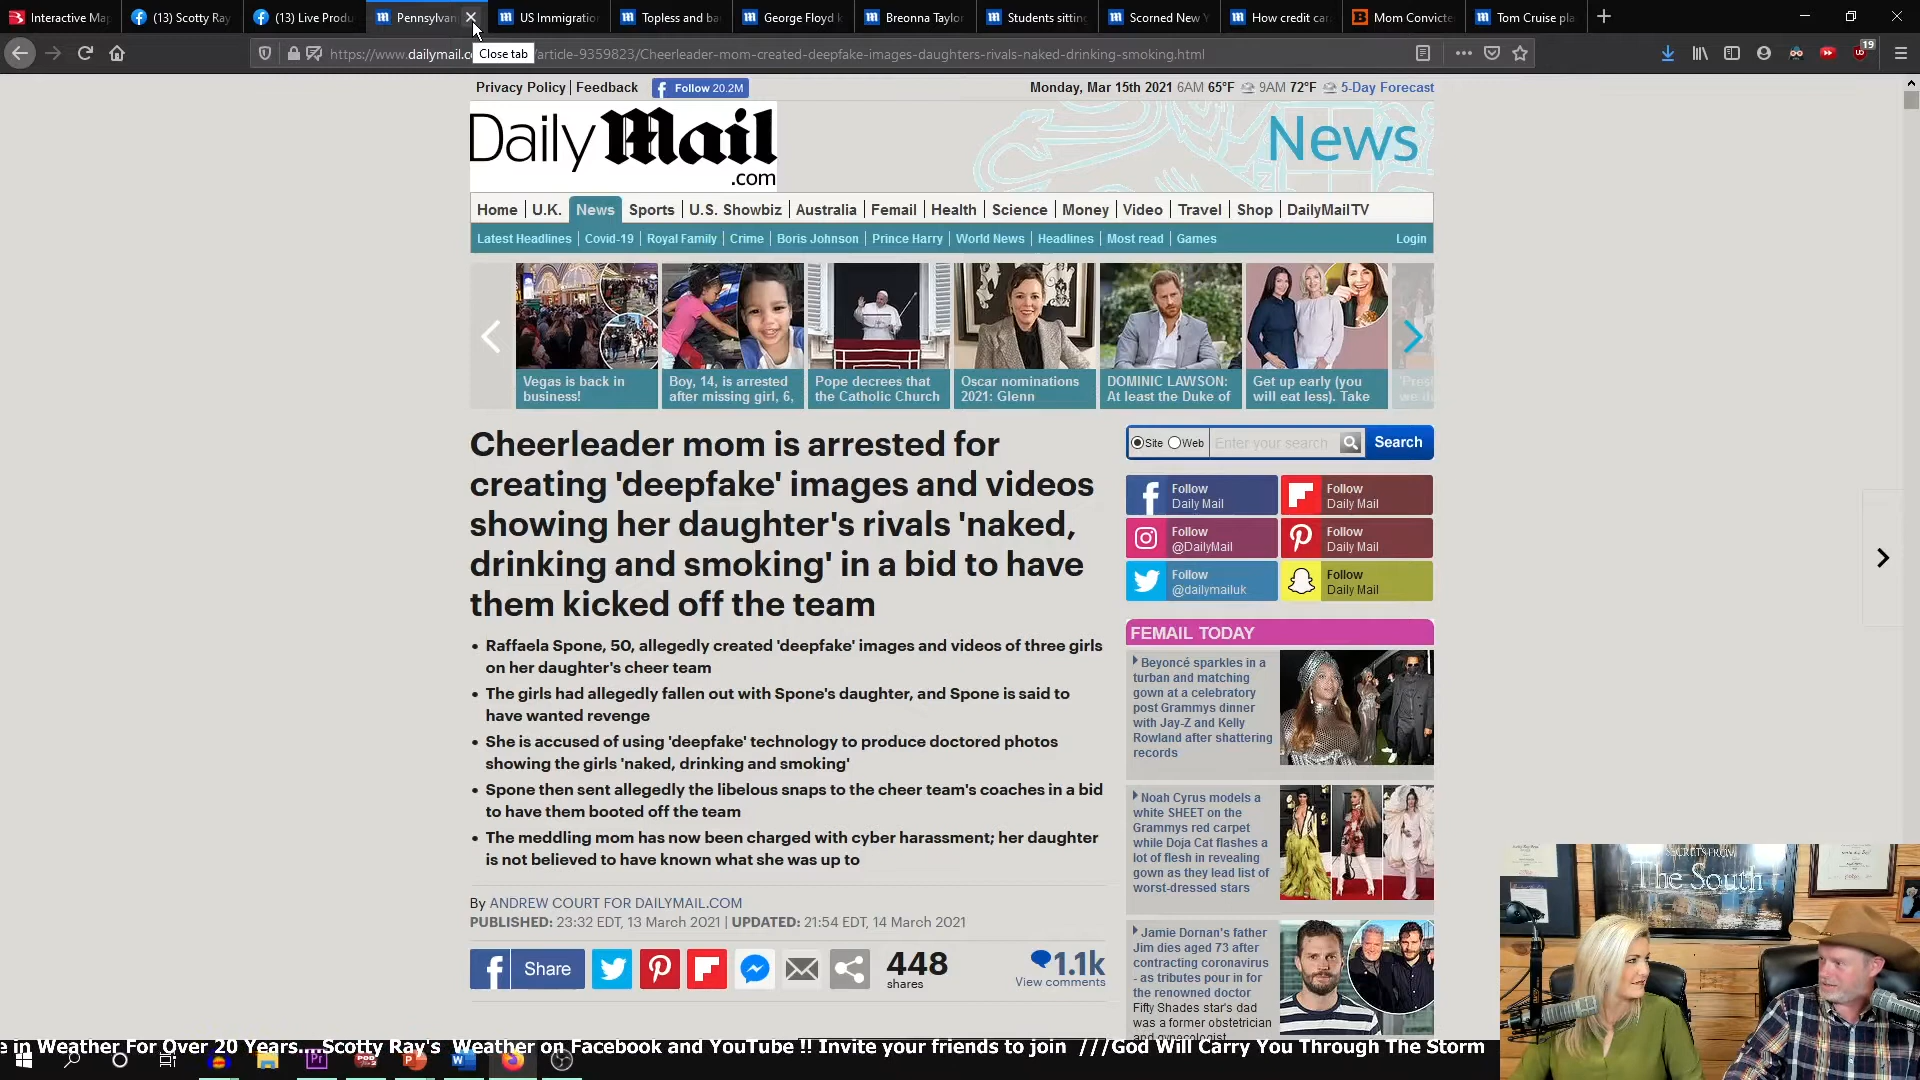 Interactive Ma
(13) Scotty Ray
(13) Live Produ
Pennsylvan
US Immigratio
Topless and ba
George Floyd k
Breonna Taylor
Students sitting
Scorned New Y
How credit car
Mom Convicte
Tom Cruise pla
https://www.dailymail.c
Close tab
/article-9359823/Cheerleader-mom-created-deepfake-images-daughters-rivals-naked-drinking-smoking.html
19
Privacy Policy | Feedback
Follow 20.2M
Monday, Mar 15th 2021 6AM 65°F 9AM 72°F 5-Day Forecast
Daily Mail
.com
News
Home U.K. News Sports U.S. Showbiz Australia Femail Health Science Money Video Travel Shop DailyMailTV
Latest Headlines Covid-19 Royal Family Crime Boris Johnson Prince Harry World News Headlines Most read Games Login
Vegas is back in
business!
Boy, 14, is arrested
after missing girl, 6,
Pope decrees that
the Catholic Church
Oscar nominations
2021: Glenn
DOMINIC LAWSON:
At least the Duke of
Get up early (you
will eat less). Take
Cheerleader mom is arrested for
creating 'deepfake' images and videos
showing her daughter's rivals 'naked,
drinking and smoking' in a bid to have
them kicked off the team
• Raffaela Spone, 50, allegedly created 'deepfake' images and videos of three girls
on her daughter's cheer team
• The girls had allegedly fallen out with Spone's daughter, and Spone is said to
have wanted revenge
• She is accused of using 'deepfake' technology to produce doctored photos
showing the girls 'naked, drinking and smoking'
• Spone then sent allegedly the libelous snaps to the cheer team's coaches in a bid
to have them booted off the team
• The meddling mom has now been charged with cyber harassment; her daughter
is not believed to have known what she was up to
By ANDREW COURT FOR DAILYMAIL.COM
PUBLISHED: 23:32 EDT, 13 March 2021 | UPDATED: 21:54 EDT, 14 March 2021
Share
448
shares
1.1k
View comments
Site Web Enter your search Search
Follow
Daily Mail
Follow
Daily Mail
Follow
@DailyMail
Follow
Daily Mail
Follow
@dailymailuk
Follow
Daily Mail
FEMAIL TODAY
Beyoncé sparkles in a
turban and matching
gown at a celebratory
post Grammys dinner
with Jay-Z and Kelly
Rowland after shattering
records
Noah Cyrus models a
white SHEET on the
Grammys red carpet
while Doja Cat flashes a
lot of flesh in revealing
gown as they lead list of
worst-dressed stars
Jamie Dornan's father
Jim dies aged 73 after
contracting coronavirus
- as tributes pour in for
the renowned doctor
Fifty Shades star's dad
was a former obstetrician
and gynecologist
SECRETS FROM
The South
e in Weather For Over 20 Years....Scotty Ray's Weather on Facebook and YouTube !! Invite your friends to join ///God Will Carry You Through The Storm